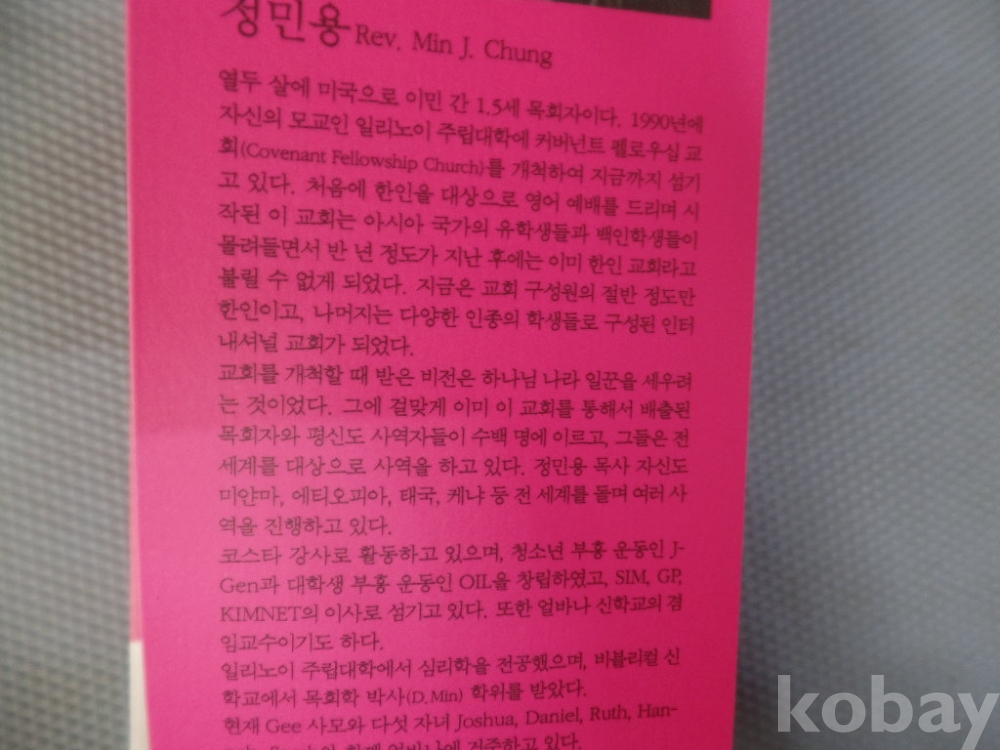 정민용 Rev. Min J. Chung
열두 살에 미국으로 이민 간 1.5세 목회자이다. 1990년에
자신의 모교인 일리노이 주립대학에 커버넌트 펠로우십 교
회(Covenant Fellowship Church)를 개척하여 지금까지 섬기
고 있다. 처음에 한인을 대상으로 영어 예배를 드리며 시
작된 이 교회는 아시아 국가의 유학생들과 백인학생들이
몰려들면서 반 년 정도가 지난 후에는 이미 한인 교회라고
불릴 수 없게 되었다. 지금은 교회 구성원의 절반 정도만
한인이고, 나머지는 다양한 인종의 학생들로 구성된 인터
내셔널 교회가 되었다.
교회를 개척할 때 받은 비전은 하나님 나라 일꾼을 세우려
는 것이었다. 그에 걸맞게 이미 이 교회를 통해서 배출된
목회자와 평신도 사역자들이 수백 명에 이르고, 그들은 전
세계를 대상으로 사역을 하고 있다. 정민용 목사 자신도
미얀마, 에티오피아, 태국, 케냐 등 전 세계를 돌며 여러 사
역을 진행하고 있다.
코스타 강사로 활동하고 있으며, 청소년 부흥 운동인 J-
Gen과 대학생 부흥 운동인 OIL을 창립하였고, SIM, GP,
KIMNET의 이사로 섬기고 있다. 또한 얼바나 신학교의 겸
임교수이기도 하다.
일리노이 주립대학에서 심리학을 전공했으며, 비블리컬 신
학교에서 목회학 박사(D. Min) 학위를 받았다.
현재 Gee 사모와 다섯 자녀 Joshua, Daniel, Ruth, Han-
함께 얼바나에 거주하고 있다.
kobay